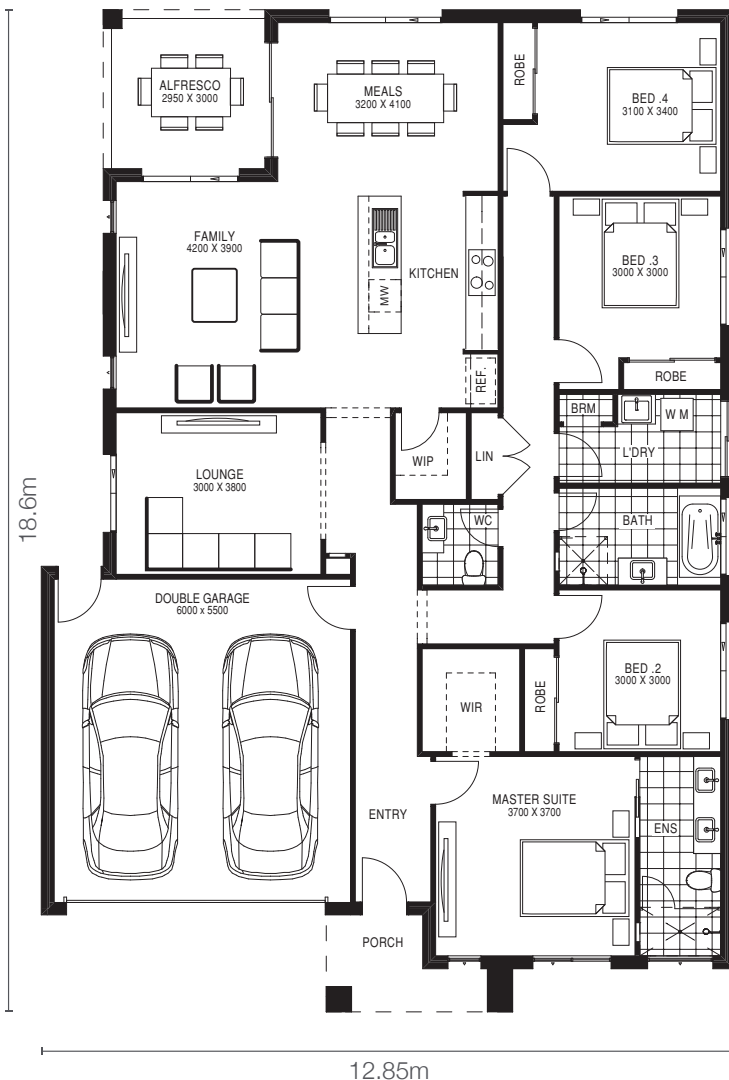 ALFRESCO
2950 X 3000
MEALS
3200 X 4100
ROBE
BED .4
3100 X 3400
FAMILY
4200 X 3900
KITCHEN
MW
BED .3
3000 X 3000
ROBE
REF.
BRM
W M
L'DRY
LOUNGE
3000 X 3800
WIP
LIN
WC
BATH
18.6m
DOUBLE GARAGE
6000 x 5500
BED .2
3000 X 3000
ROBE
WIR
MASTER SUITE
3700 X 3700
ENTRY
ENS
PORCH
12.85m